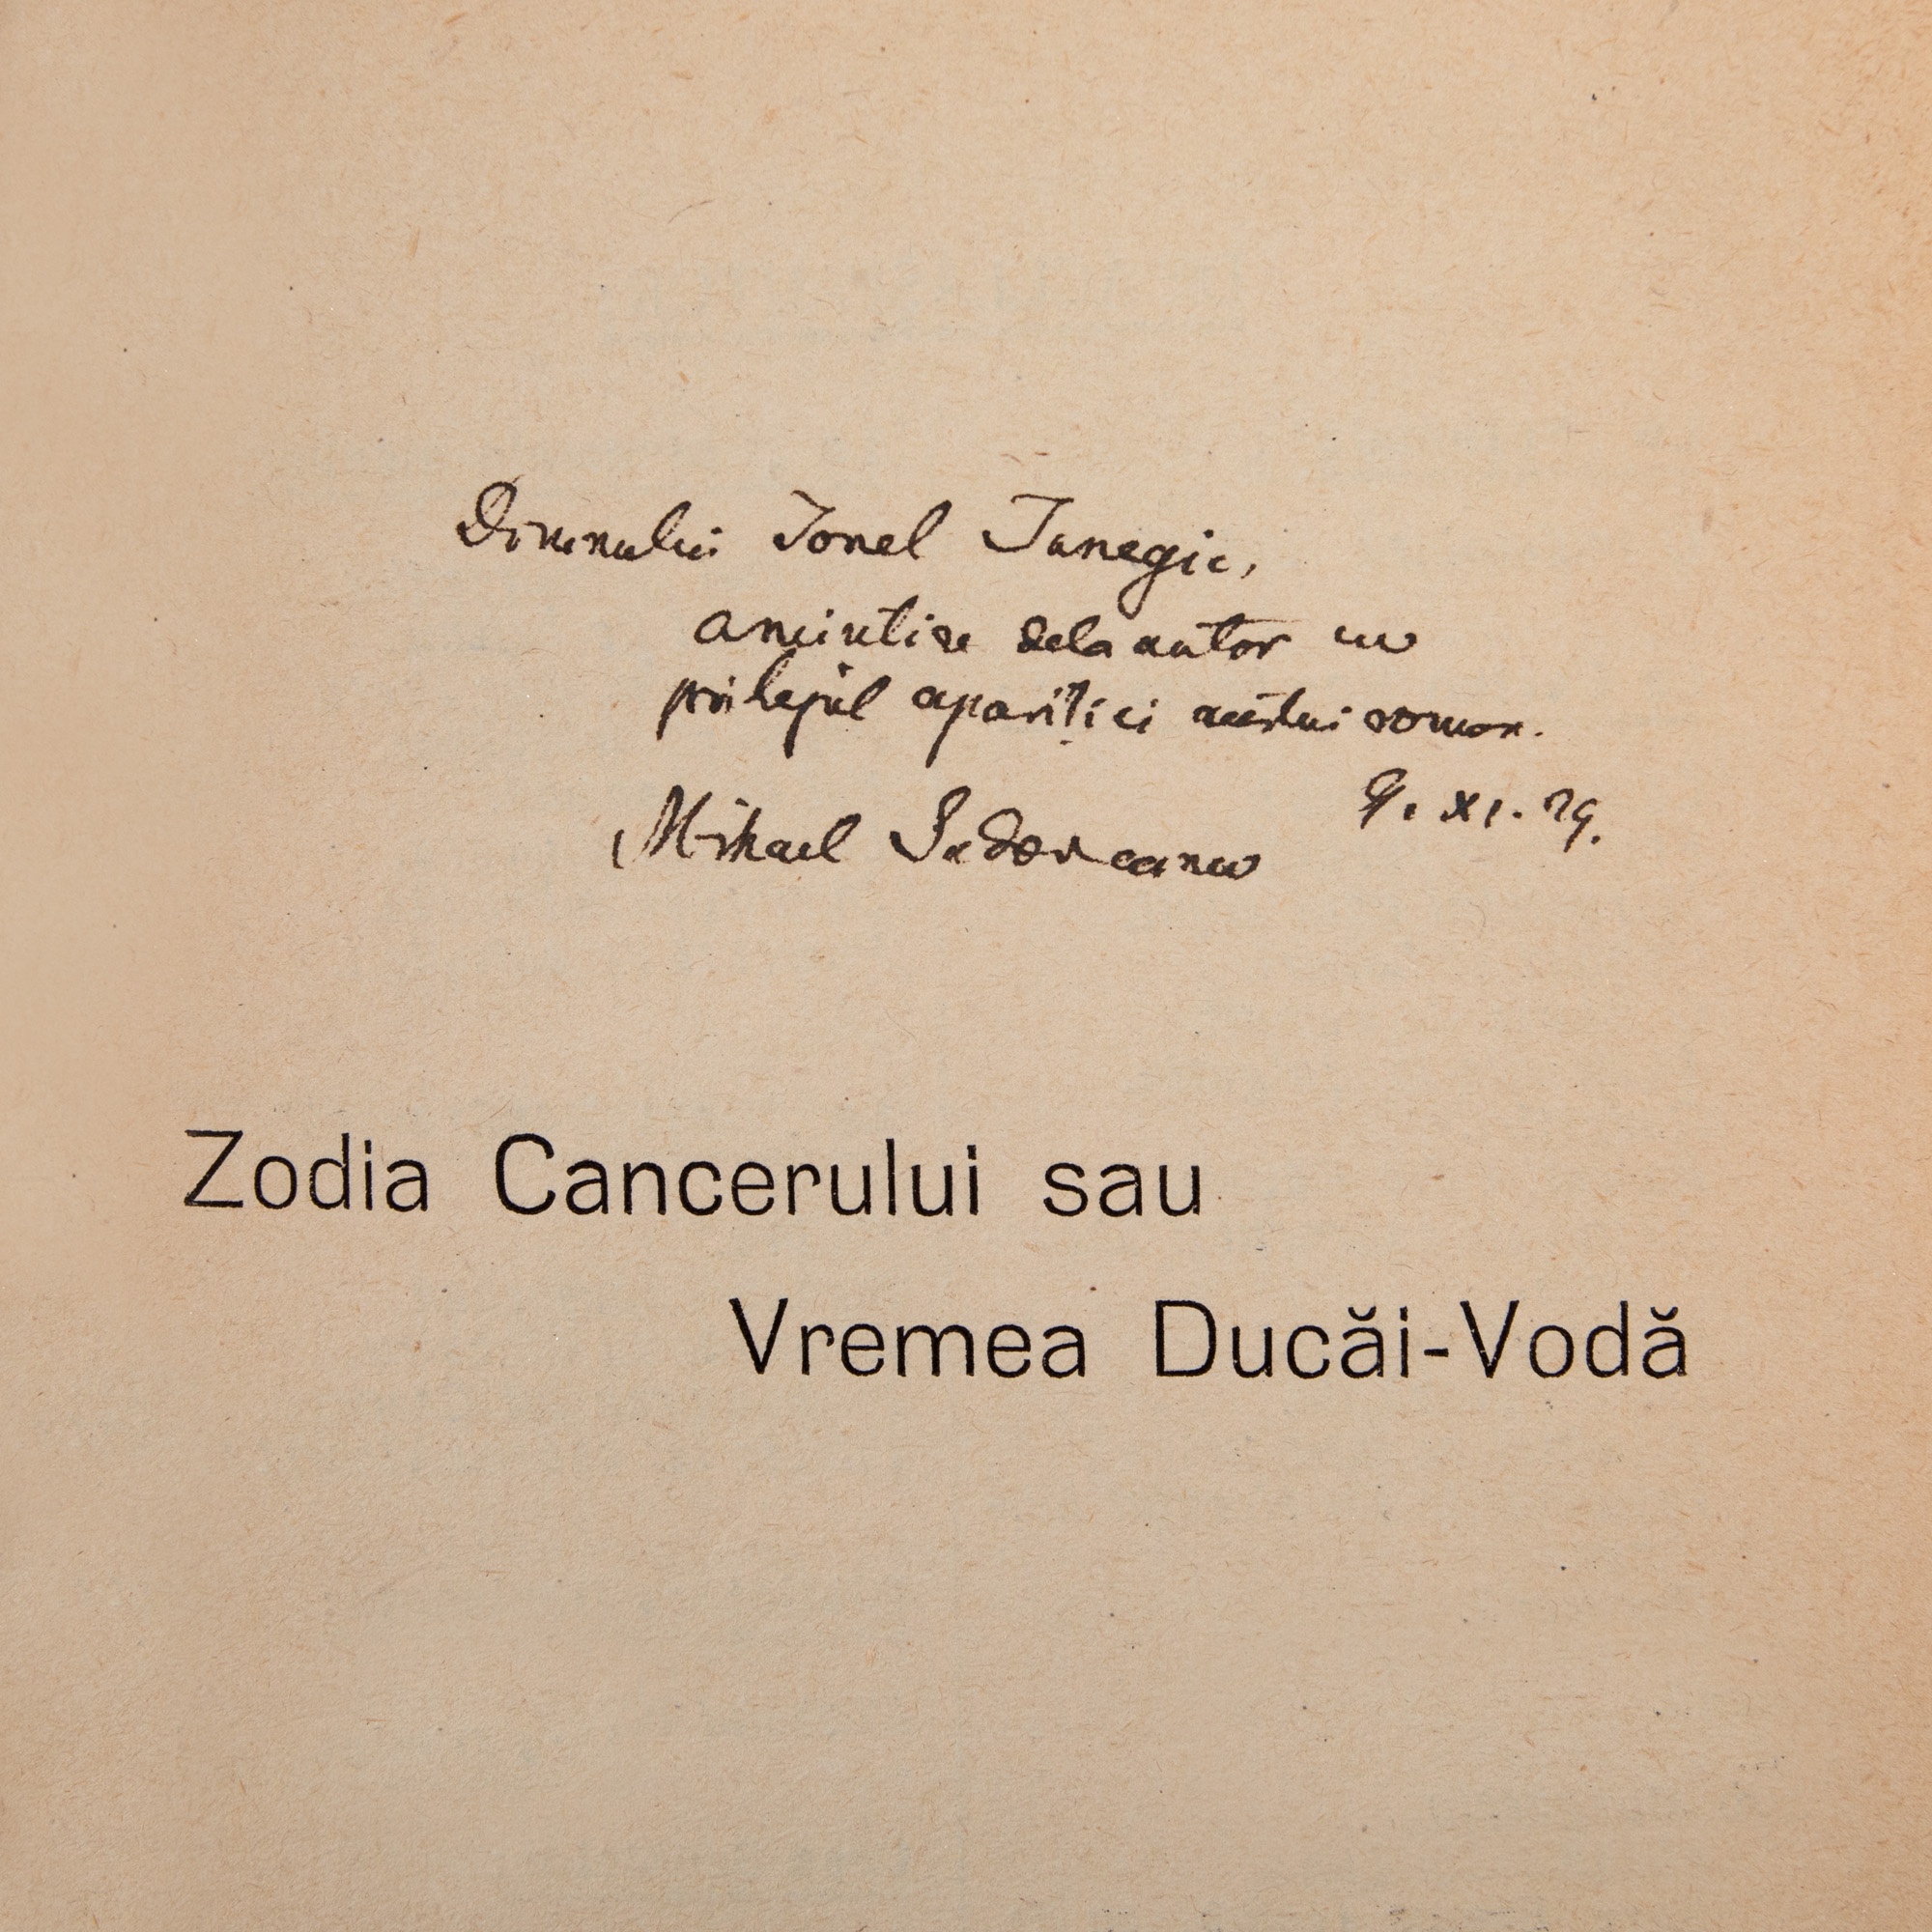 Domnului Ionel
amintire dela autor cu
prilejul apariției acestui roman.
9. XI. 29.
Mihail Sadoveanu
Zodia Cancerului sau
Vremea Ducăi-Vodă